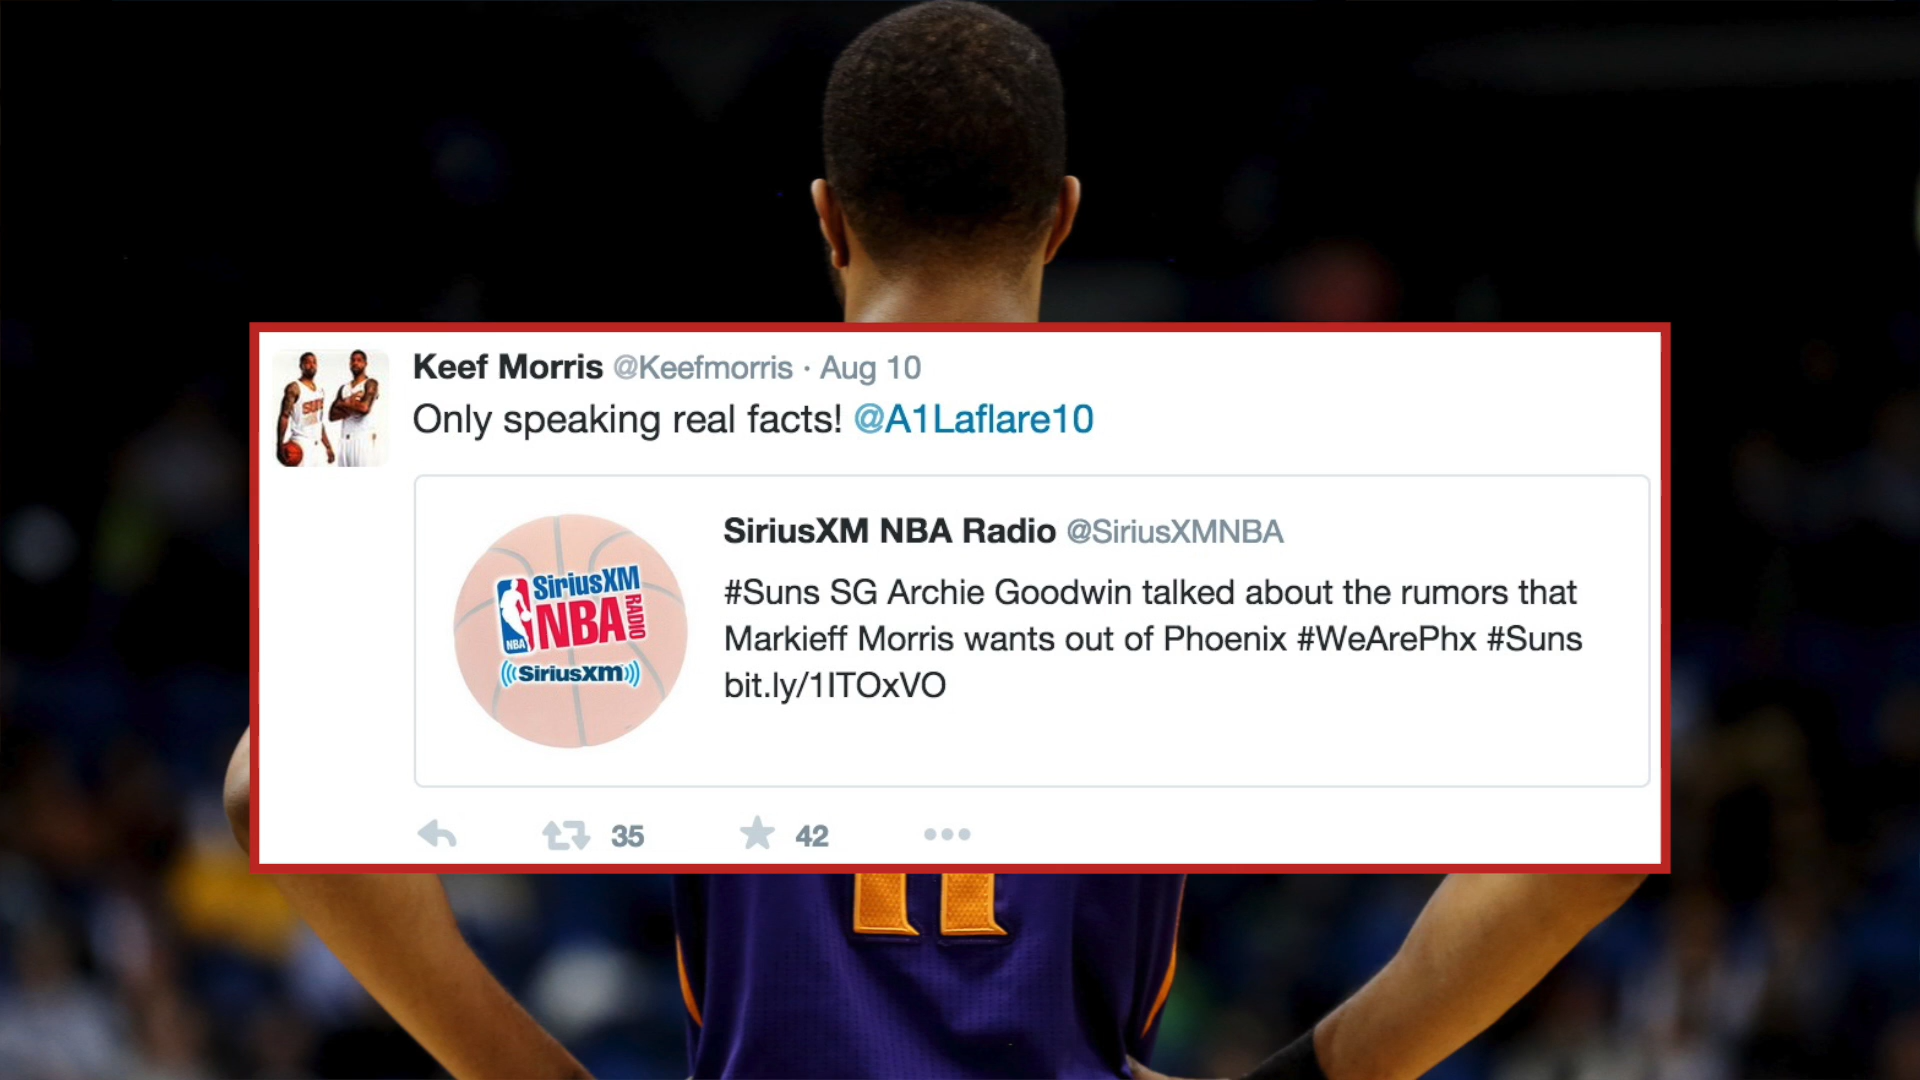 Keef Morris @Keefmorris · Aug 10
Only speaking real facts! @A1Laflare10
SiriusXM NBA Radio @SiriusXMNBA
#Suns SG Archie Goodwin talked about the rumors that
Markieff Morris wants out of Phoenix #WeArePhx #Suns
bit.ly/1ITOxVO
SiriusXM
NBA RADIO
NBA
SiriusXM
SUNS
35
42
11